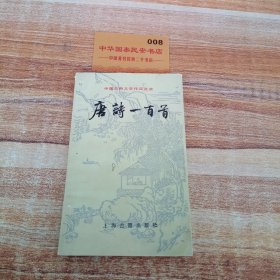 008
中华国泰民安书店
中国古典文学作品选读
唐詩一百首
上海古籍出版社